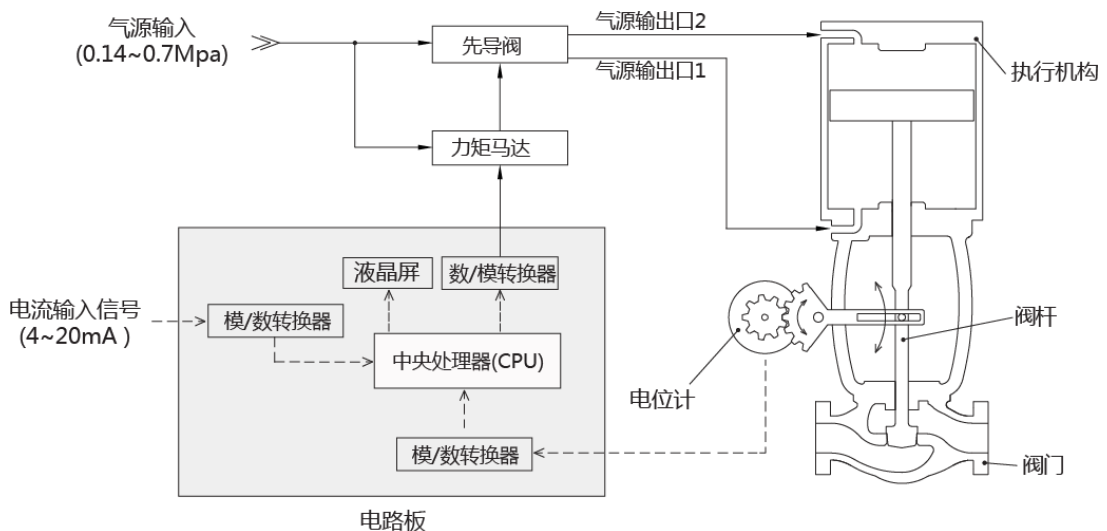 气源输入
(0.14~0.7Mpa)
先导阀
气源输出口2
气源输出口1
执行机构
力矩马达
液晶屏
数/模转换器
电流输入信号
(4~20mA )
模/数转换器
中央处理器(CPU)
模/数转换器
电路板
电位计
阀杆
阀门